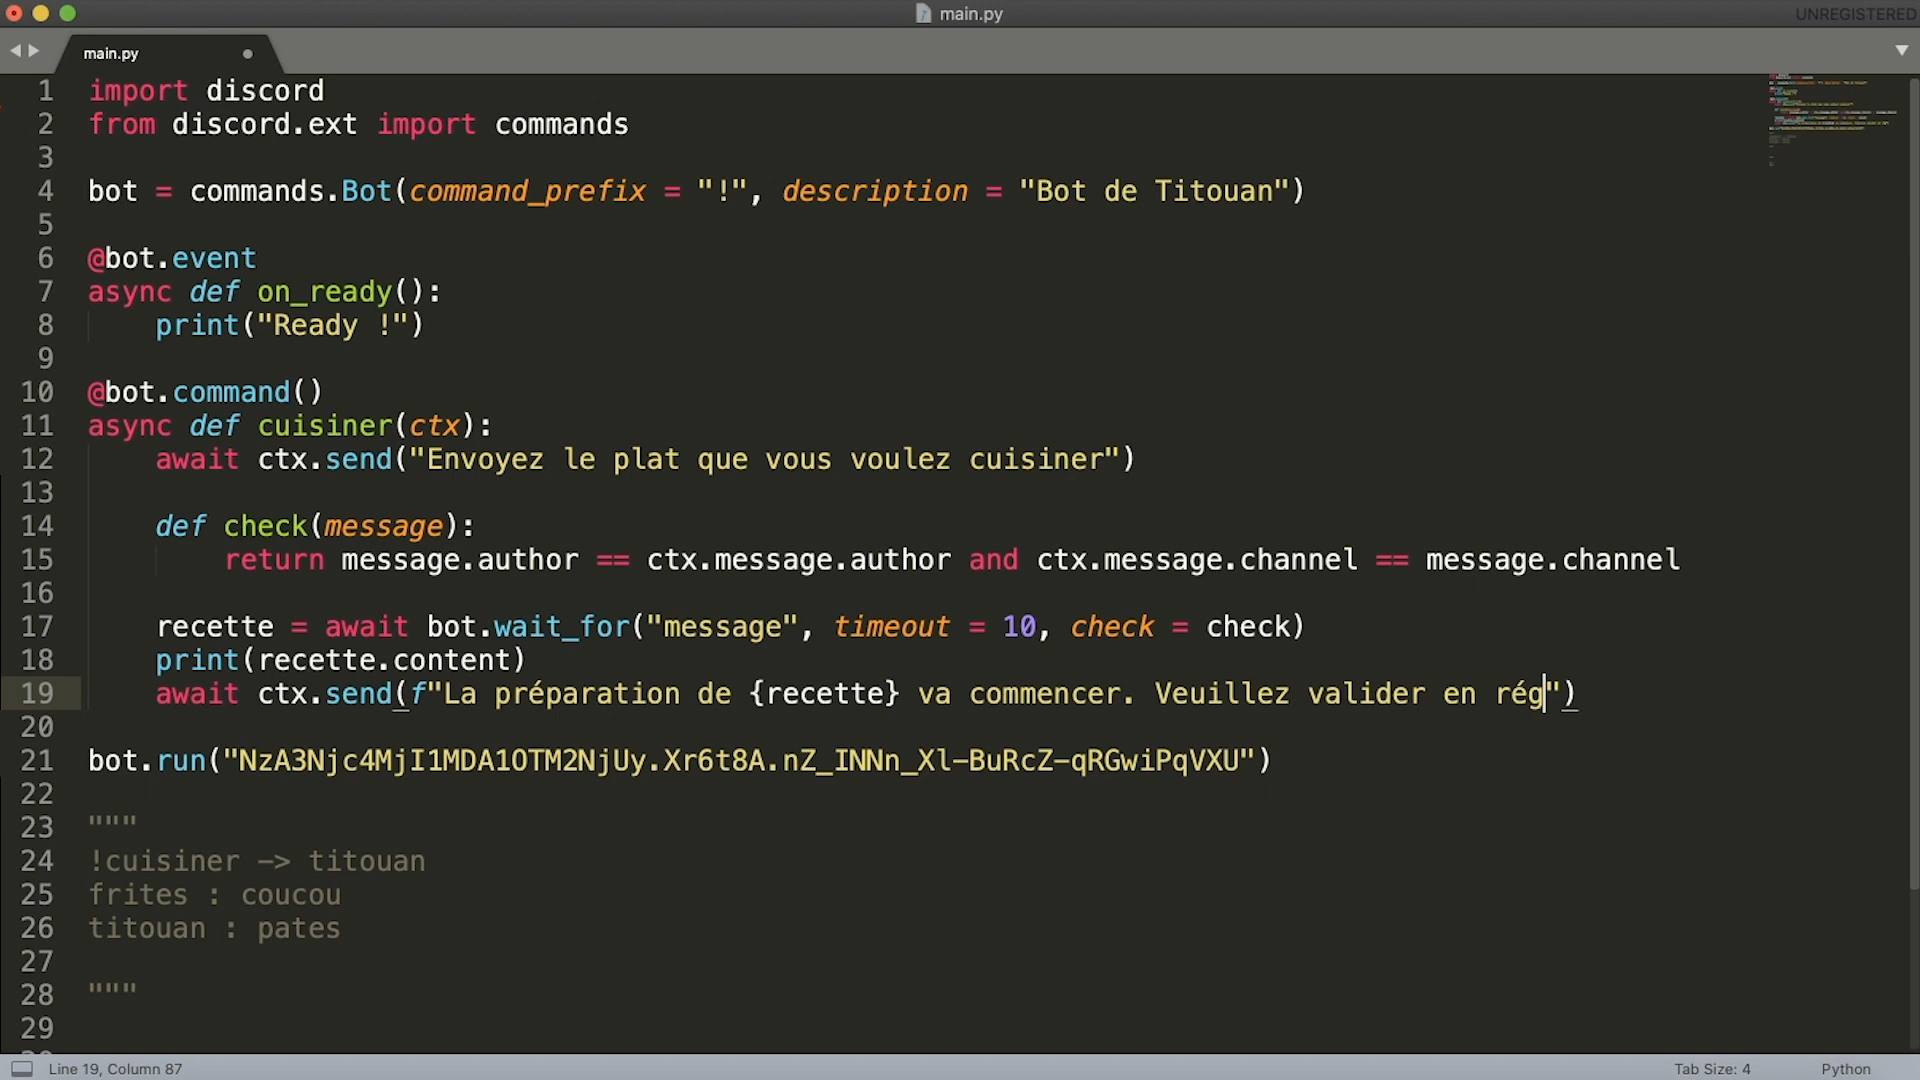 main.py
UNREGISTERED
main.py
1 import discord
2 from discord.ext import commands
3
4 bot = commands.Bot(command_prefix = "!", description = "Bot de Titouan")
5
6 @bot.event
7 async def on_ready():
8 print("Ready !")
9
10 @bot.command()
11 async def cuisiner(ctx):
12 await ctx.send("Envoyez le plat que vous voulez cuisiner")
13
14 def check(message):
15 return message.author == ctx.message.author and ctx.message.channel == message.channel
16
17 recette = await bot.wait_for("message", timeout = 10, check = check)
18 print(recette.content)
19 await ctx.send(f"La préparation de {recette} va commencer. Veuillez valider en rég")
20
21 bot.run("NzA3Njc4MjI1MDA1OTM2NjUy.Xr6t8A.nZ_INNn_Xl-BuRcZ-qRGwiPqVXU")
22
23 """
24 !cuisiner -> titouan
25 frites : coucou
26 titouan : pates
27
28 """
29
Line 19, Column 87
Tab Size: 4
Python